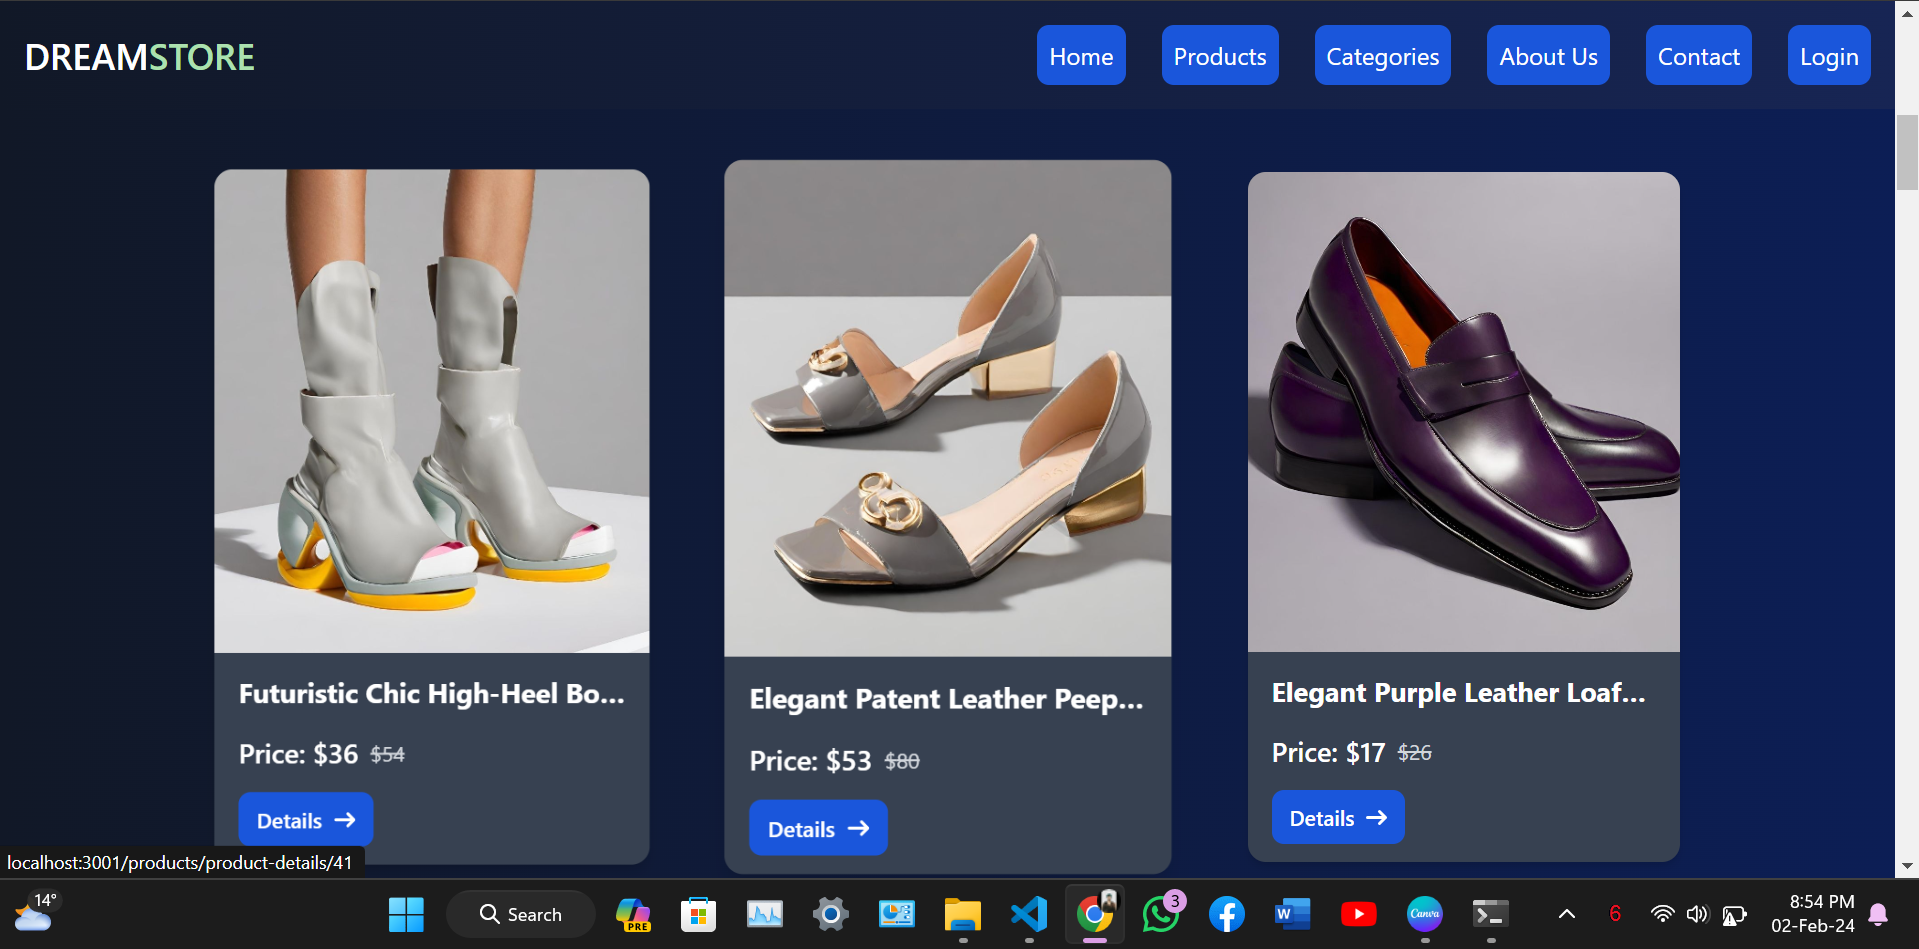 DREAMSTORE
Home
Products
Categories
About Us
Contact
Login
Futuristic Chic High-Heel Bo...
Price: $36 $54
Details →
Elegant Patent Leather Peep...
Price: $53 $80
Details →
Elegant Purple Leather Loaf...
Price: $17 $26
Details →
localhost:3001/products/product-details/41
14°
Search
PRE
W
3
Canva
6
8:54 PM
02-Feb-24